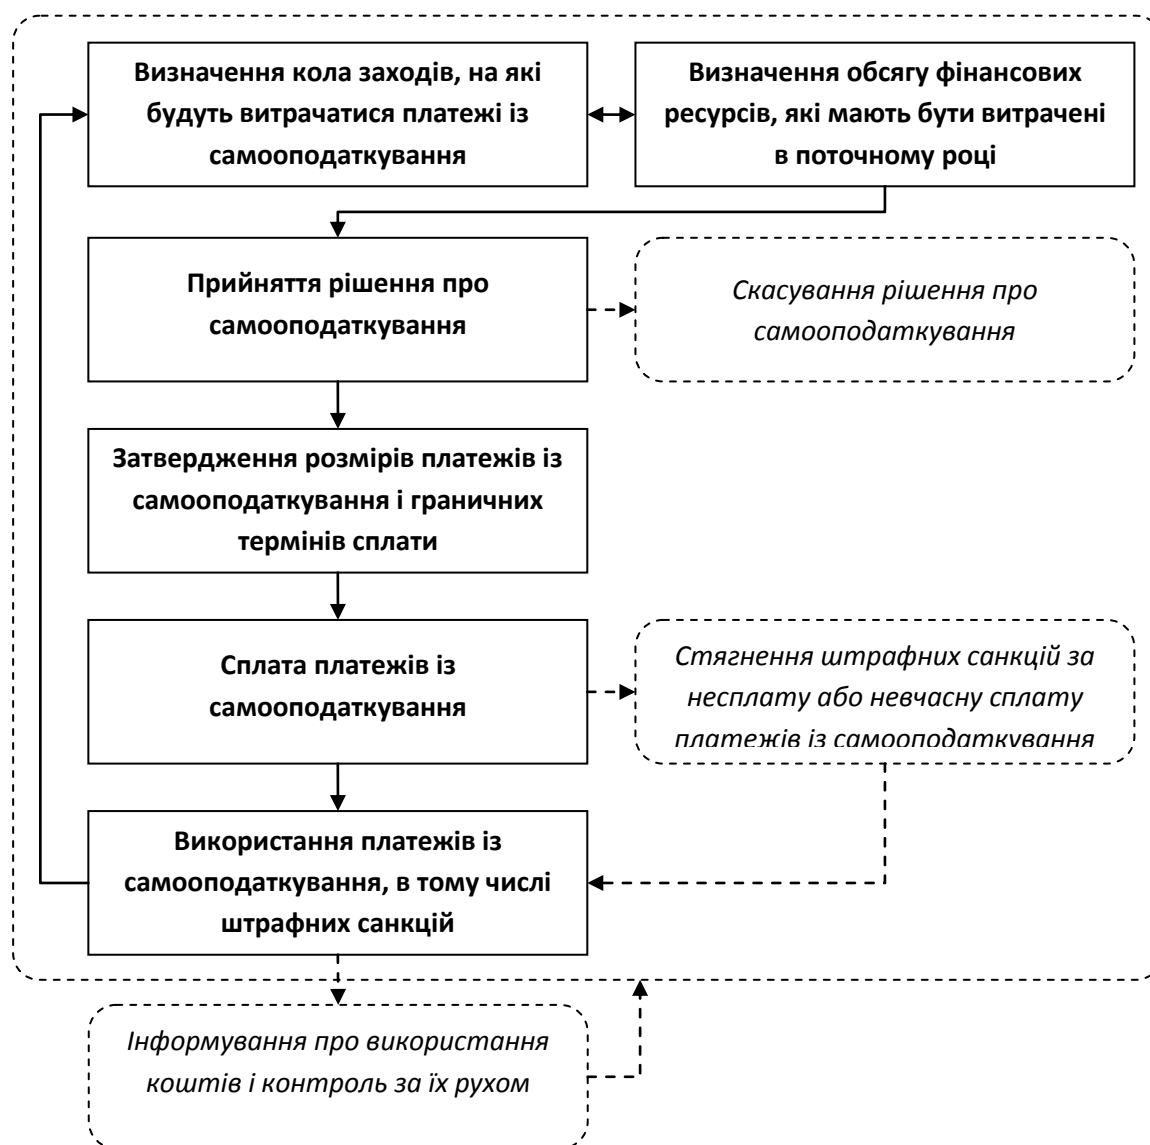 Визначення кола заходів, на які
будуть витрачатися платежі із
самооподаткування
Визначення обсягу фінансових
ресурсів, які мають бути витрачені
в поточному році
Прийняття рішення про
самооподаткування
Скасування рішення про
самооподаткування
Затвердження розмірів платежів із
самооподаткування і граничних
термінів сплати
Сплата платежів із
самооподаткування
Стягнення штрафних санкцій за
несплату або невчасну сплату
платежів із самооподаткування
Використання платежів із
самооподаткування, в тому числі
штрафних санкцій
Інформування про використання
коштів і контроль за їх рухом